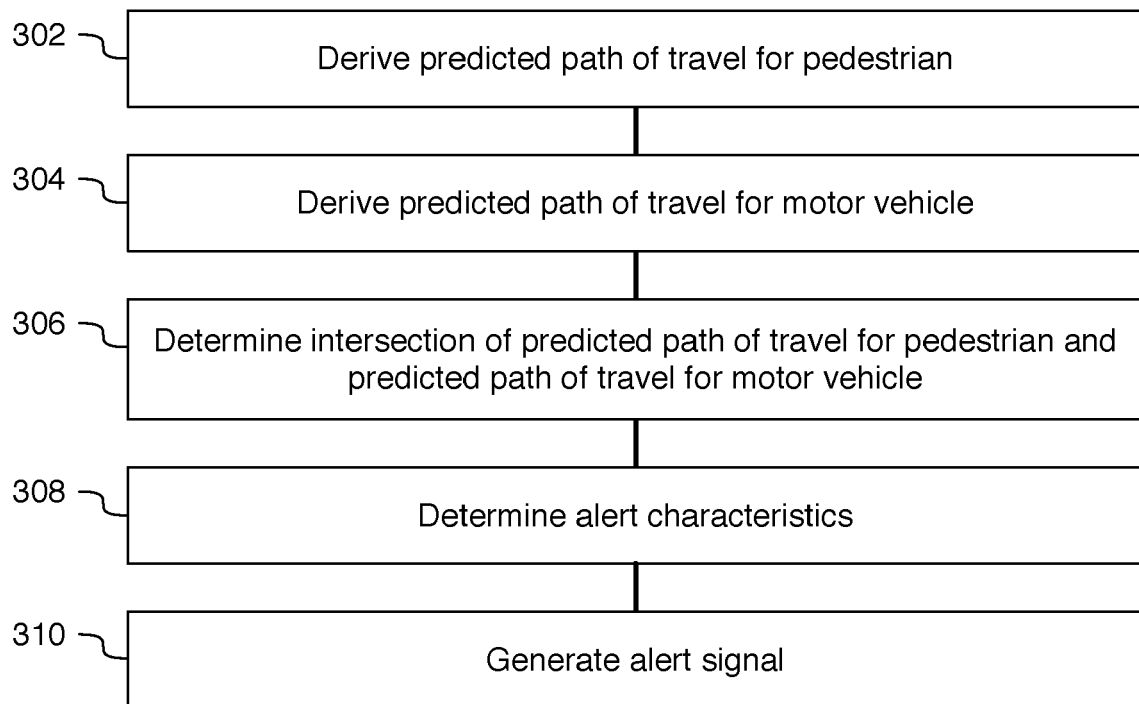 302
Derive predicted path of travel for pedestrian
304
Derive predicted path of travel for motor vehicle
306
Determine intersection of predicted path of travel for pedestrian and
predicted path of travel for motor vehicle
308
Determine alert characteristics
310
Generate alert signal